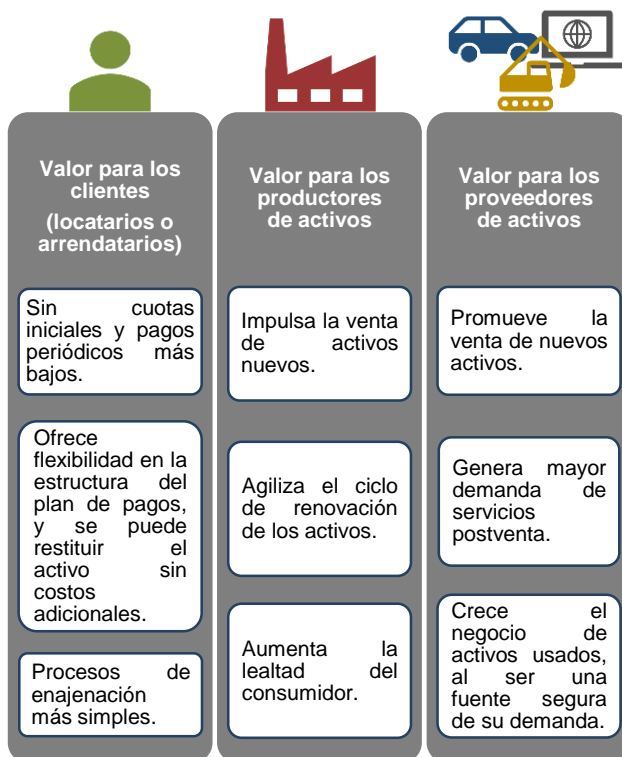 Valor para los
clientes
(locatarios o
arrendatarios)
Sin cuotas
iniciales y pagos
periódicos más
bajos.
Ofrece
flexibilidad en la
estructura del
plan de pagos,
y se puede
restituir el
activo sin
costos
adicionales.
Procesos de
enajenación
más simples.
Valor para los
productores
de activos
Impulsa la venta
de activos
nuevos.
Agiliza el ciclo
de renovación
de los activos.
Aumenta la
lealtad del
consumidor.
Valor para los
proveedores
de activos
Promueve la
venta de nuevos
activos.
Genera mayor
demanda de
servicios
postventa.
Crece el
negocio de
activos usados,
al ser una
fuente segura
de su demanda.